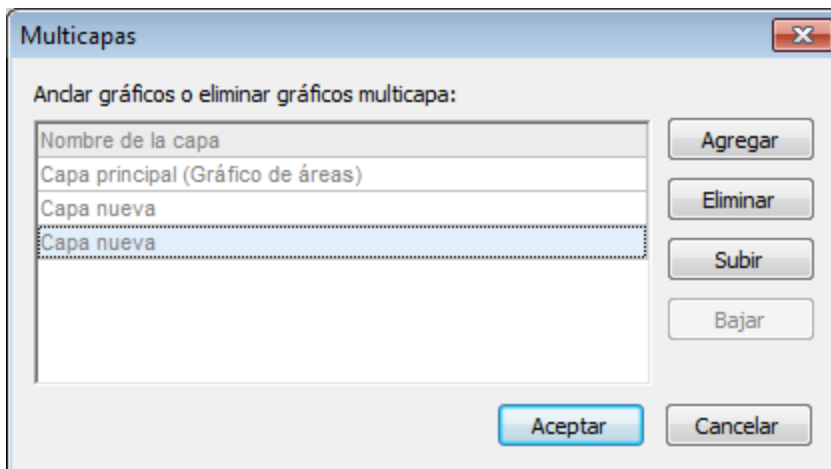 Multicapas
Anclar gráficos o eliminar gráficos multicapa:
Nombre de la capa
Capa principal (Gráfico de áreas)
Capa nueva
Capa nueva
Agregar
Eliminar
Subir
Bajar
Aceptar
Cancelar